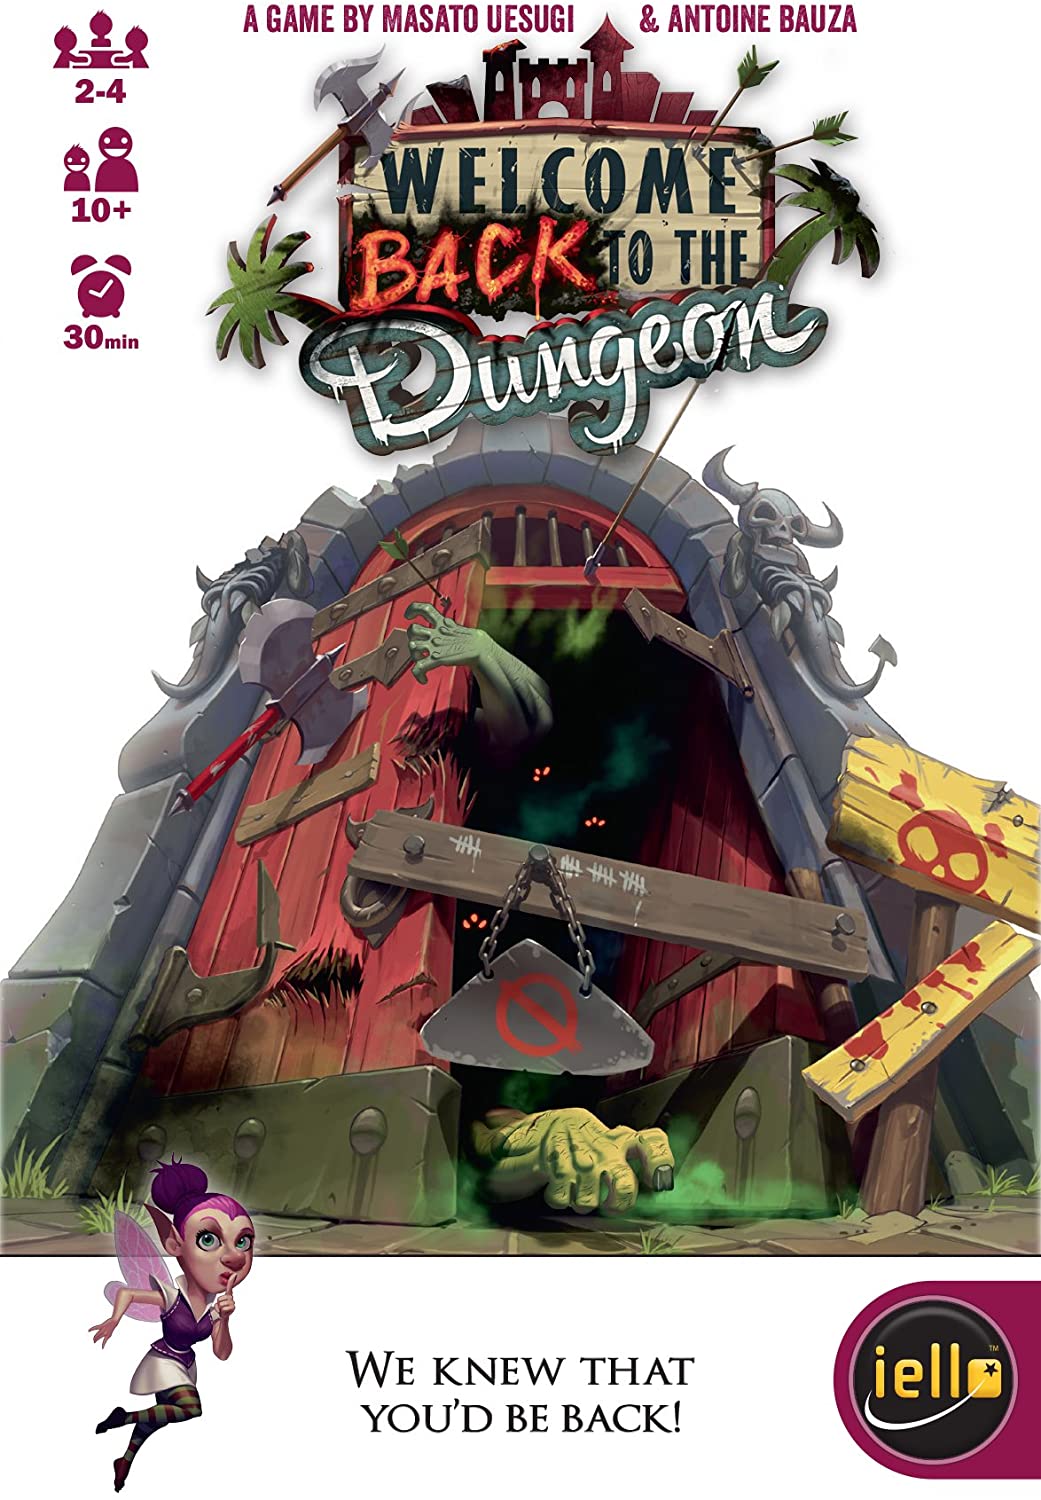 A GAME BY MASATO UESUGI & ANTOINE BAUZA
2-4
10+
30min
WELCOME
BACK TO THE
Dungeon
WE KNEW THAT
YOU'D BE BACK!
iello™